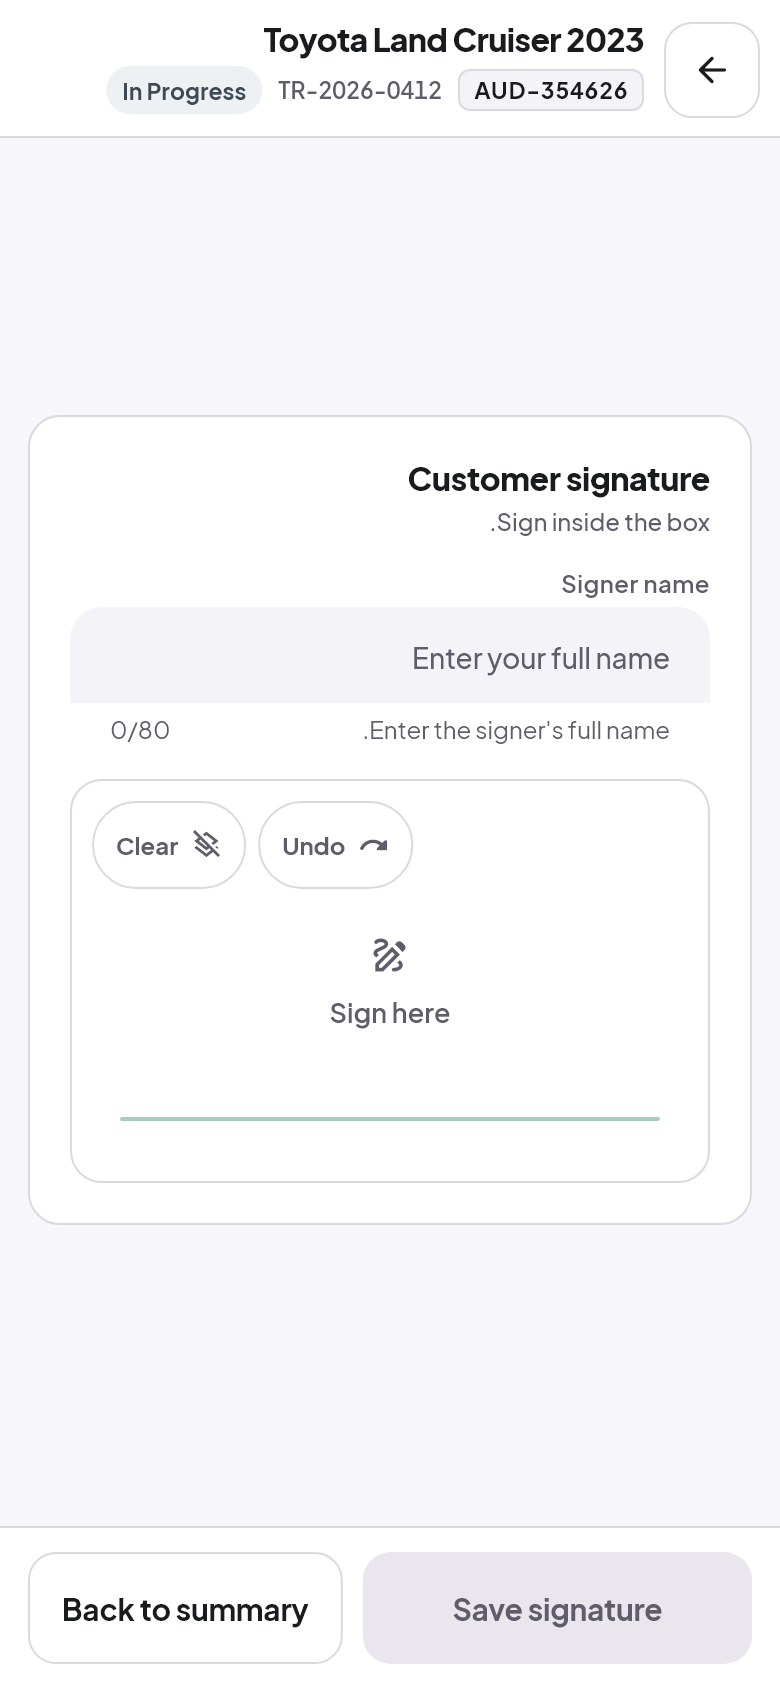 Toyota Land Cruiser 2023
In Progress TR-2026-0412 AUD-354626
Customer signature
.Sign inside the box
Signer name
Enter your full name
0/80 .Enter the signer's full name
Clear Undo
Sign here
Back to summary Save signature